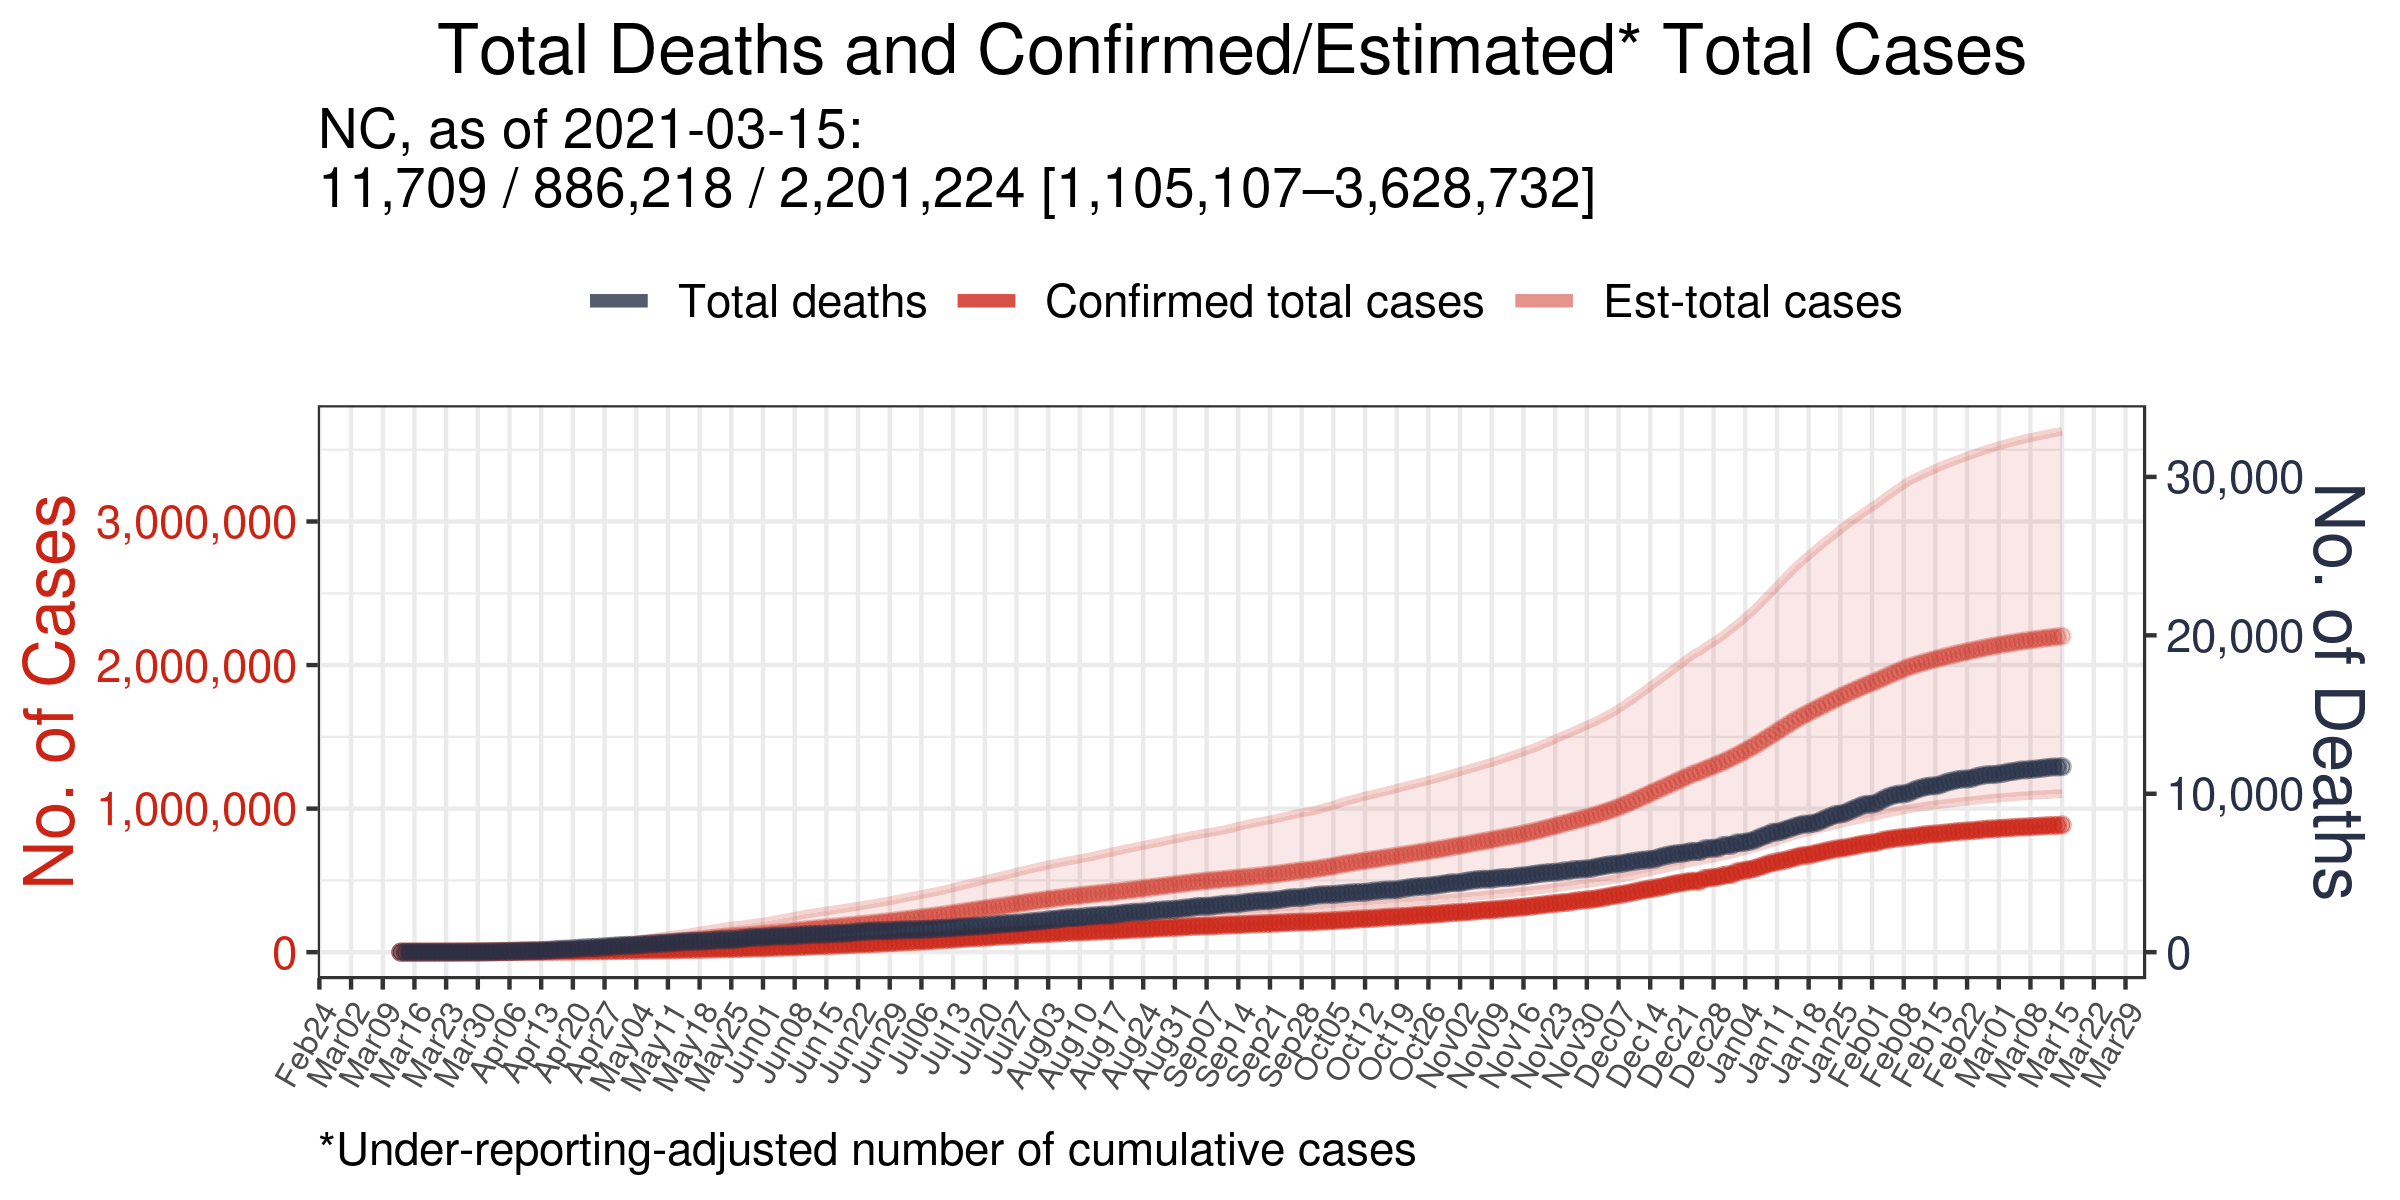 Total Deaths and Confirmed/Estimated* Total Cases
NC, as of 2021-03-15:
11,709 / 886,218 / 2,201,224 [1,105,107–3,628,732]
Total deaths
Confirmed total cases
Est-total cases
No. of Cases
3,000,000
2,000,000
1,000,000
0
30,000
20,000
10,000
0
No. of Deaths
Feb24
Mar02
Mar09
Mar16
Mar23
Mar30
Apr06
Apr13
Apr20
Apr27
May04
May11
May18
May25
Jun01
Jun08
Jun15
Jun22
Jun29
Jul06
Jul13
Jul20
Jul27
Aug03
Aug10
Aug17
Aug24
Aug31
Sep07
Sep14
Sep21
Sep28
Oct05
Oct12
Oct19
Oct26
Nov02
Nov09
Nov16
Nov23
Nov30
Dec07
Dec14
Dec21
Dec28
Jan04
Jan11
Jan18
Jan25
Feb01
Feb08
Feb15
Feb22
Mar01
Mar08
Mar15
Mar22
Mar29
*Under-reporting-adjusted number of cumulative cases